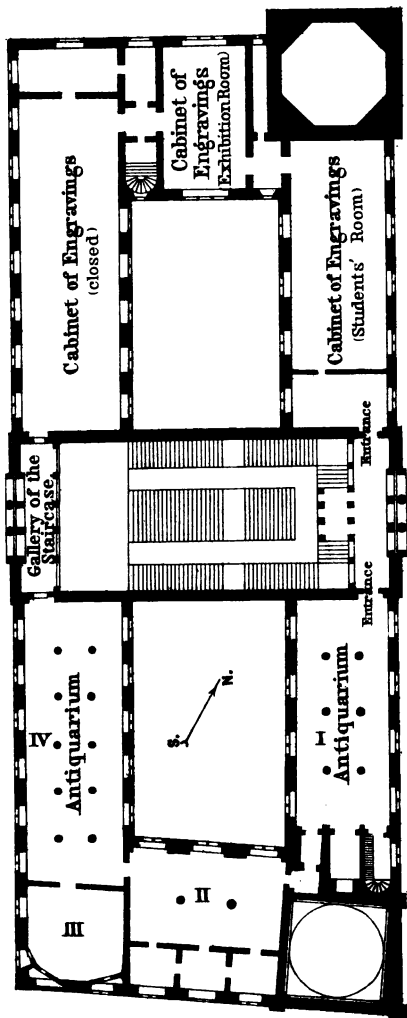 Cabinet of
Engravings
(Exhibition Room)
Cabinet of Engravings
(closed)
Cabinet of Engravings
(Students' Room)
Gallery of the
Staircase.
Entrance
Entrance
IV
Antiquarium
S.
N.
I
Antiquarium
III
II